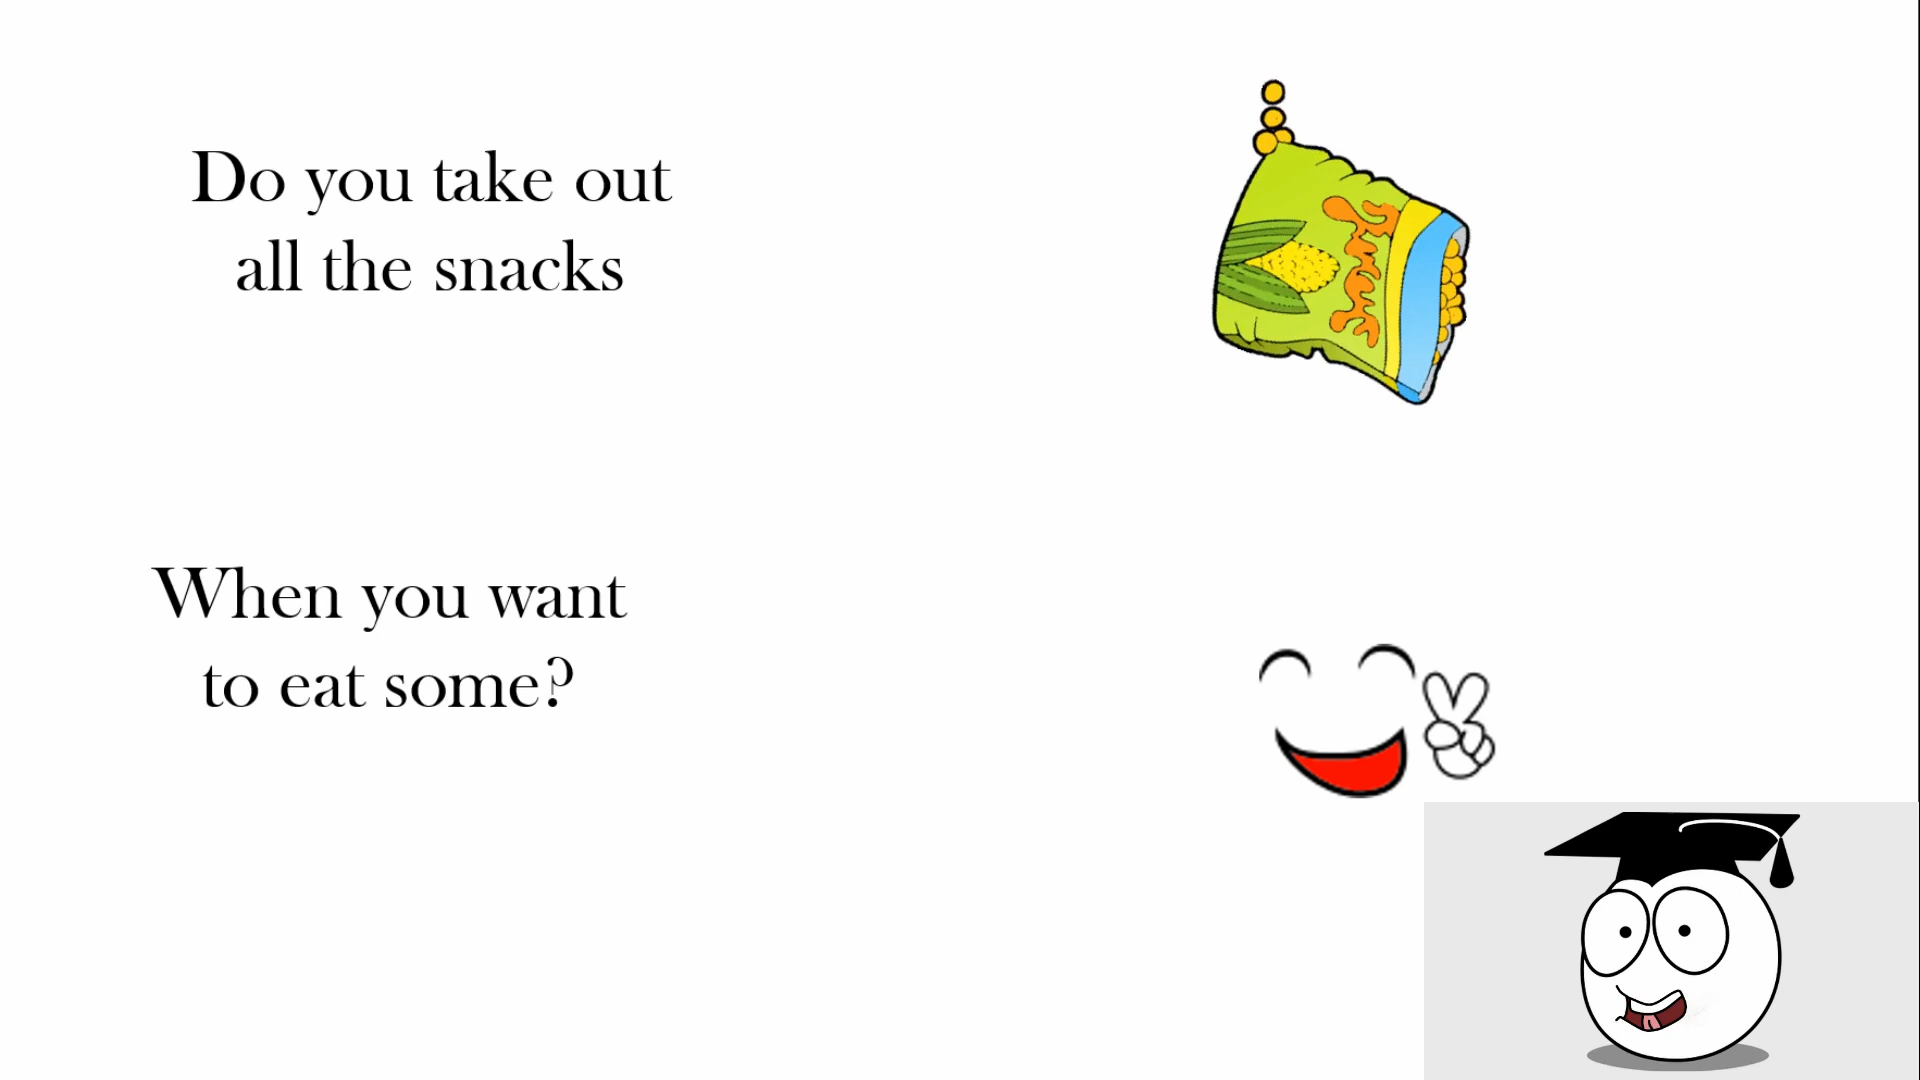 Do you take out
all the snacks
When you want
to eat some?